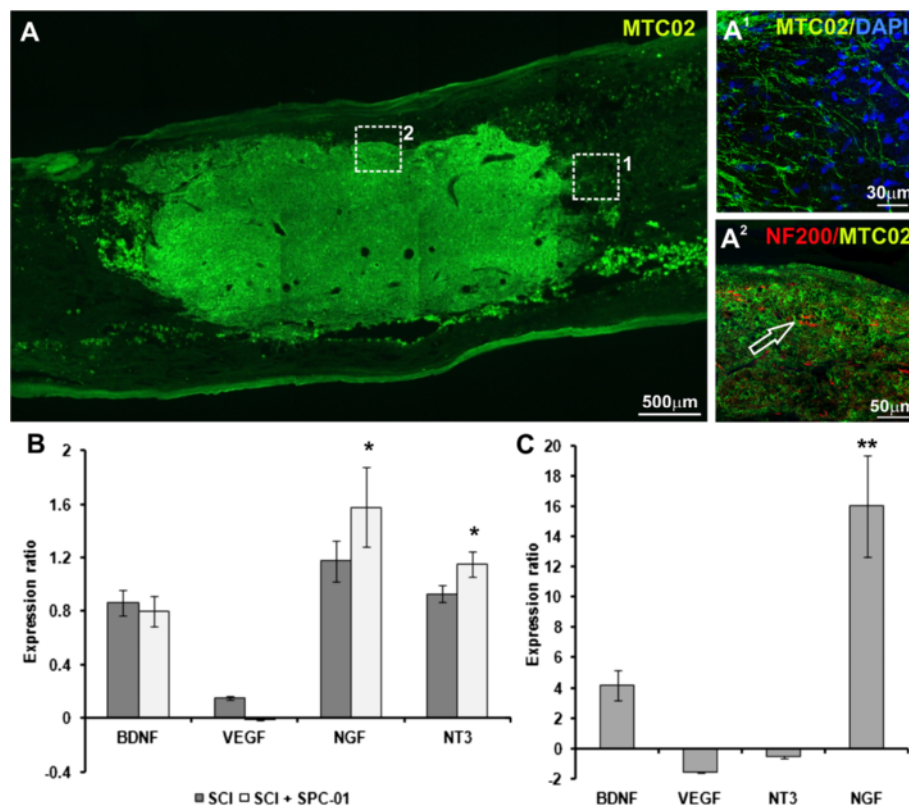 A
MTC02
2
1
500μm
A¹
MTC02/DAPI
30μm
A²
NF200/MTC02
50μm
B
Expression ratio
2
1.6
1.2
0.8
0.4
0
-0.4
*
*
BDNF
VEGF
NGF
NT3
SCI
SCI + SPC-01
C
Expression ratio
20
18
16
14
12
10
8
6
4
2
0
-2
**
BDNF
VEGF
NT3
NGF